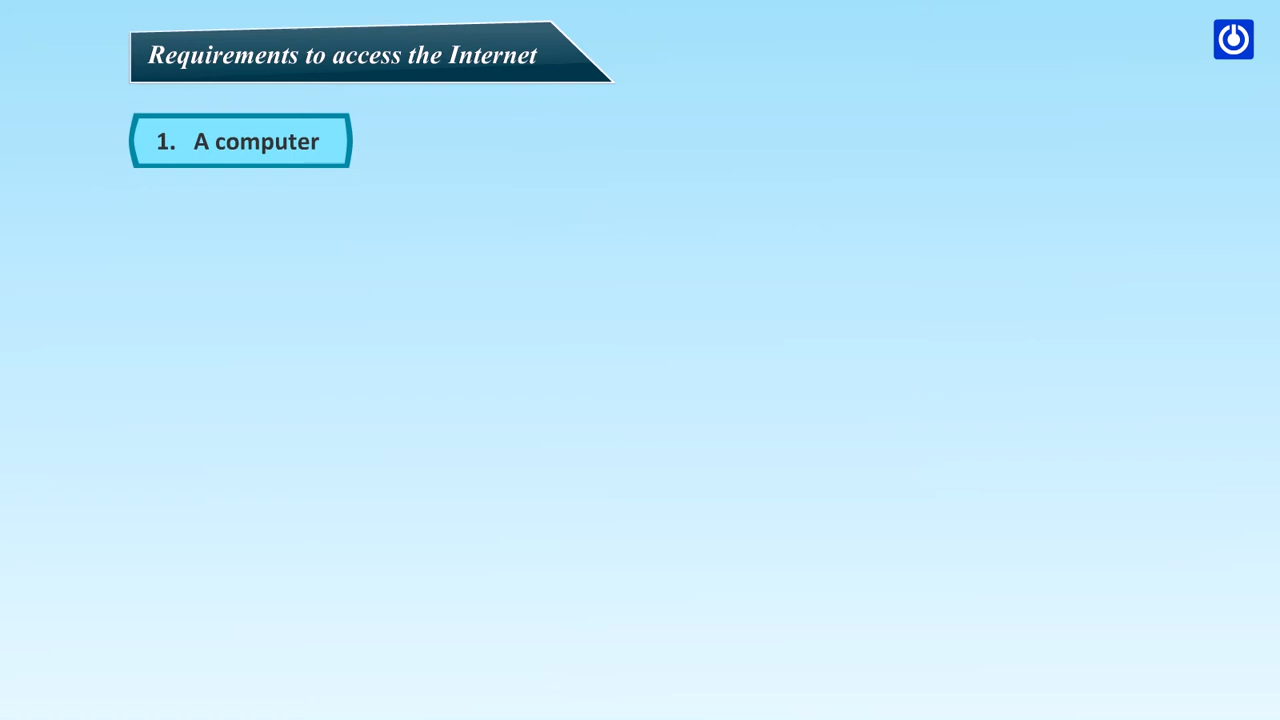 Requirements to access the Internet
1. A computer